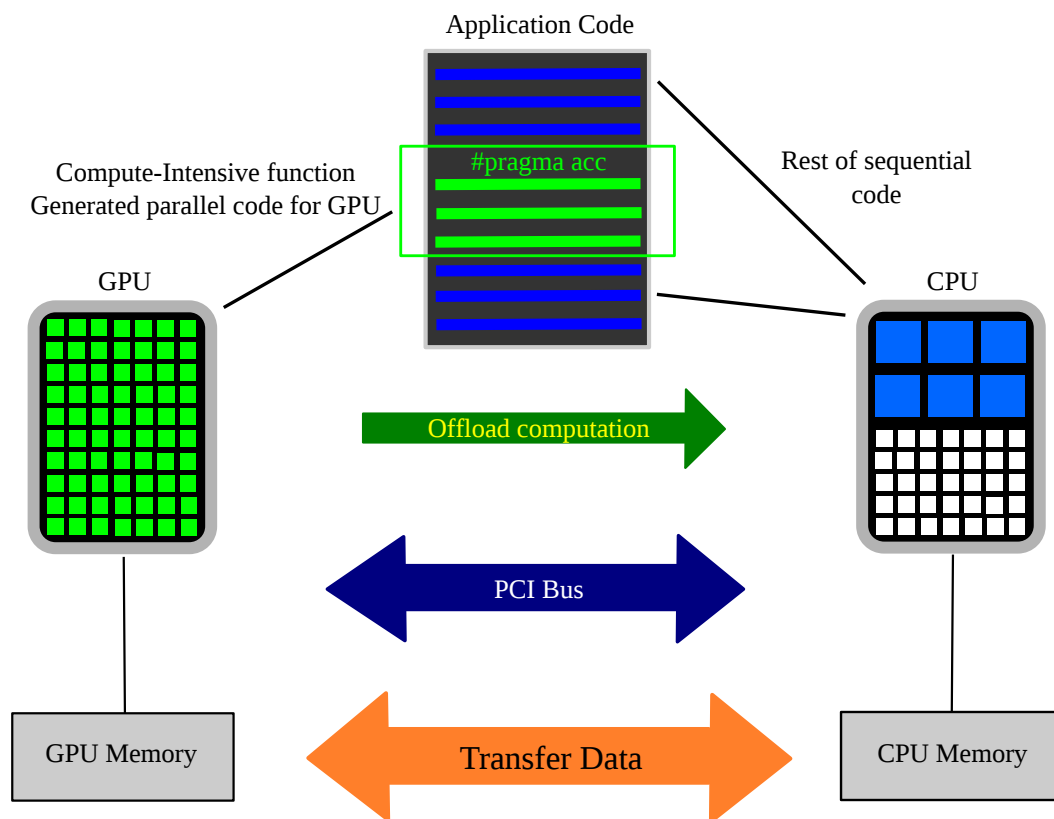 Application Code
#pragma acc
Compute-Intensive function
Generated parallel code for GPU
Rest of sequential
code
GPU
CPU
Offload computation
PCI Bus
GPU Memory
Transfer Data
CPU Memory